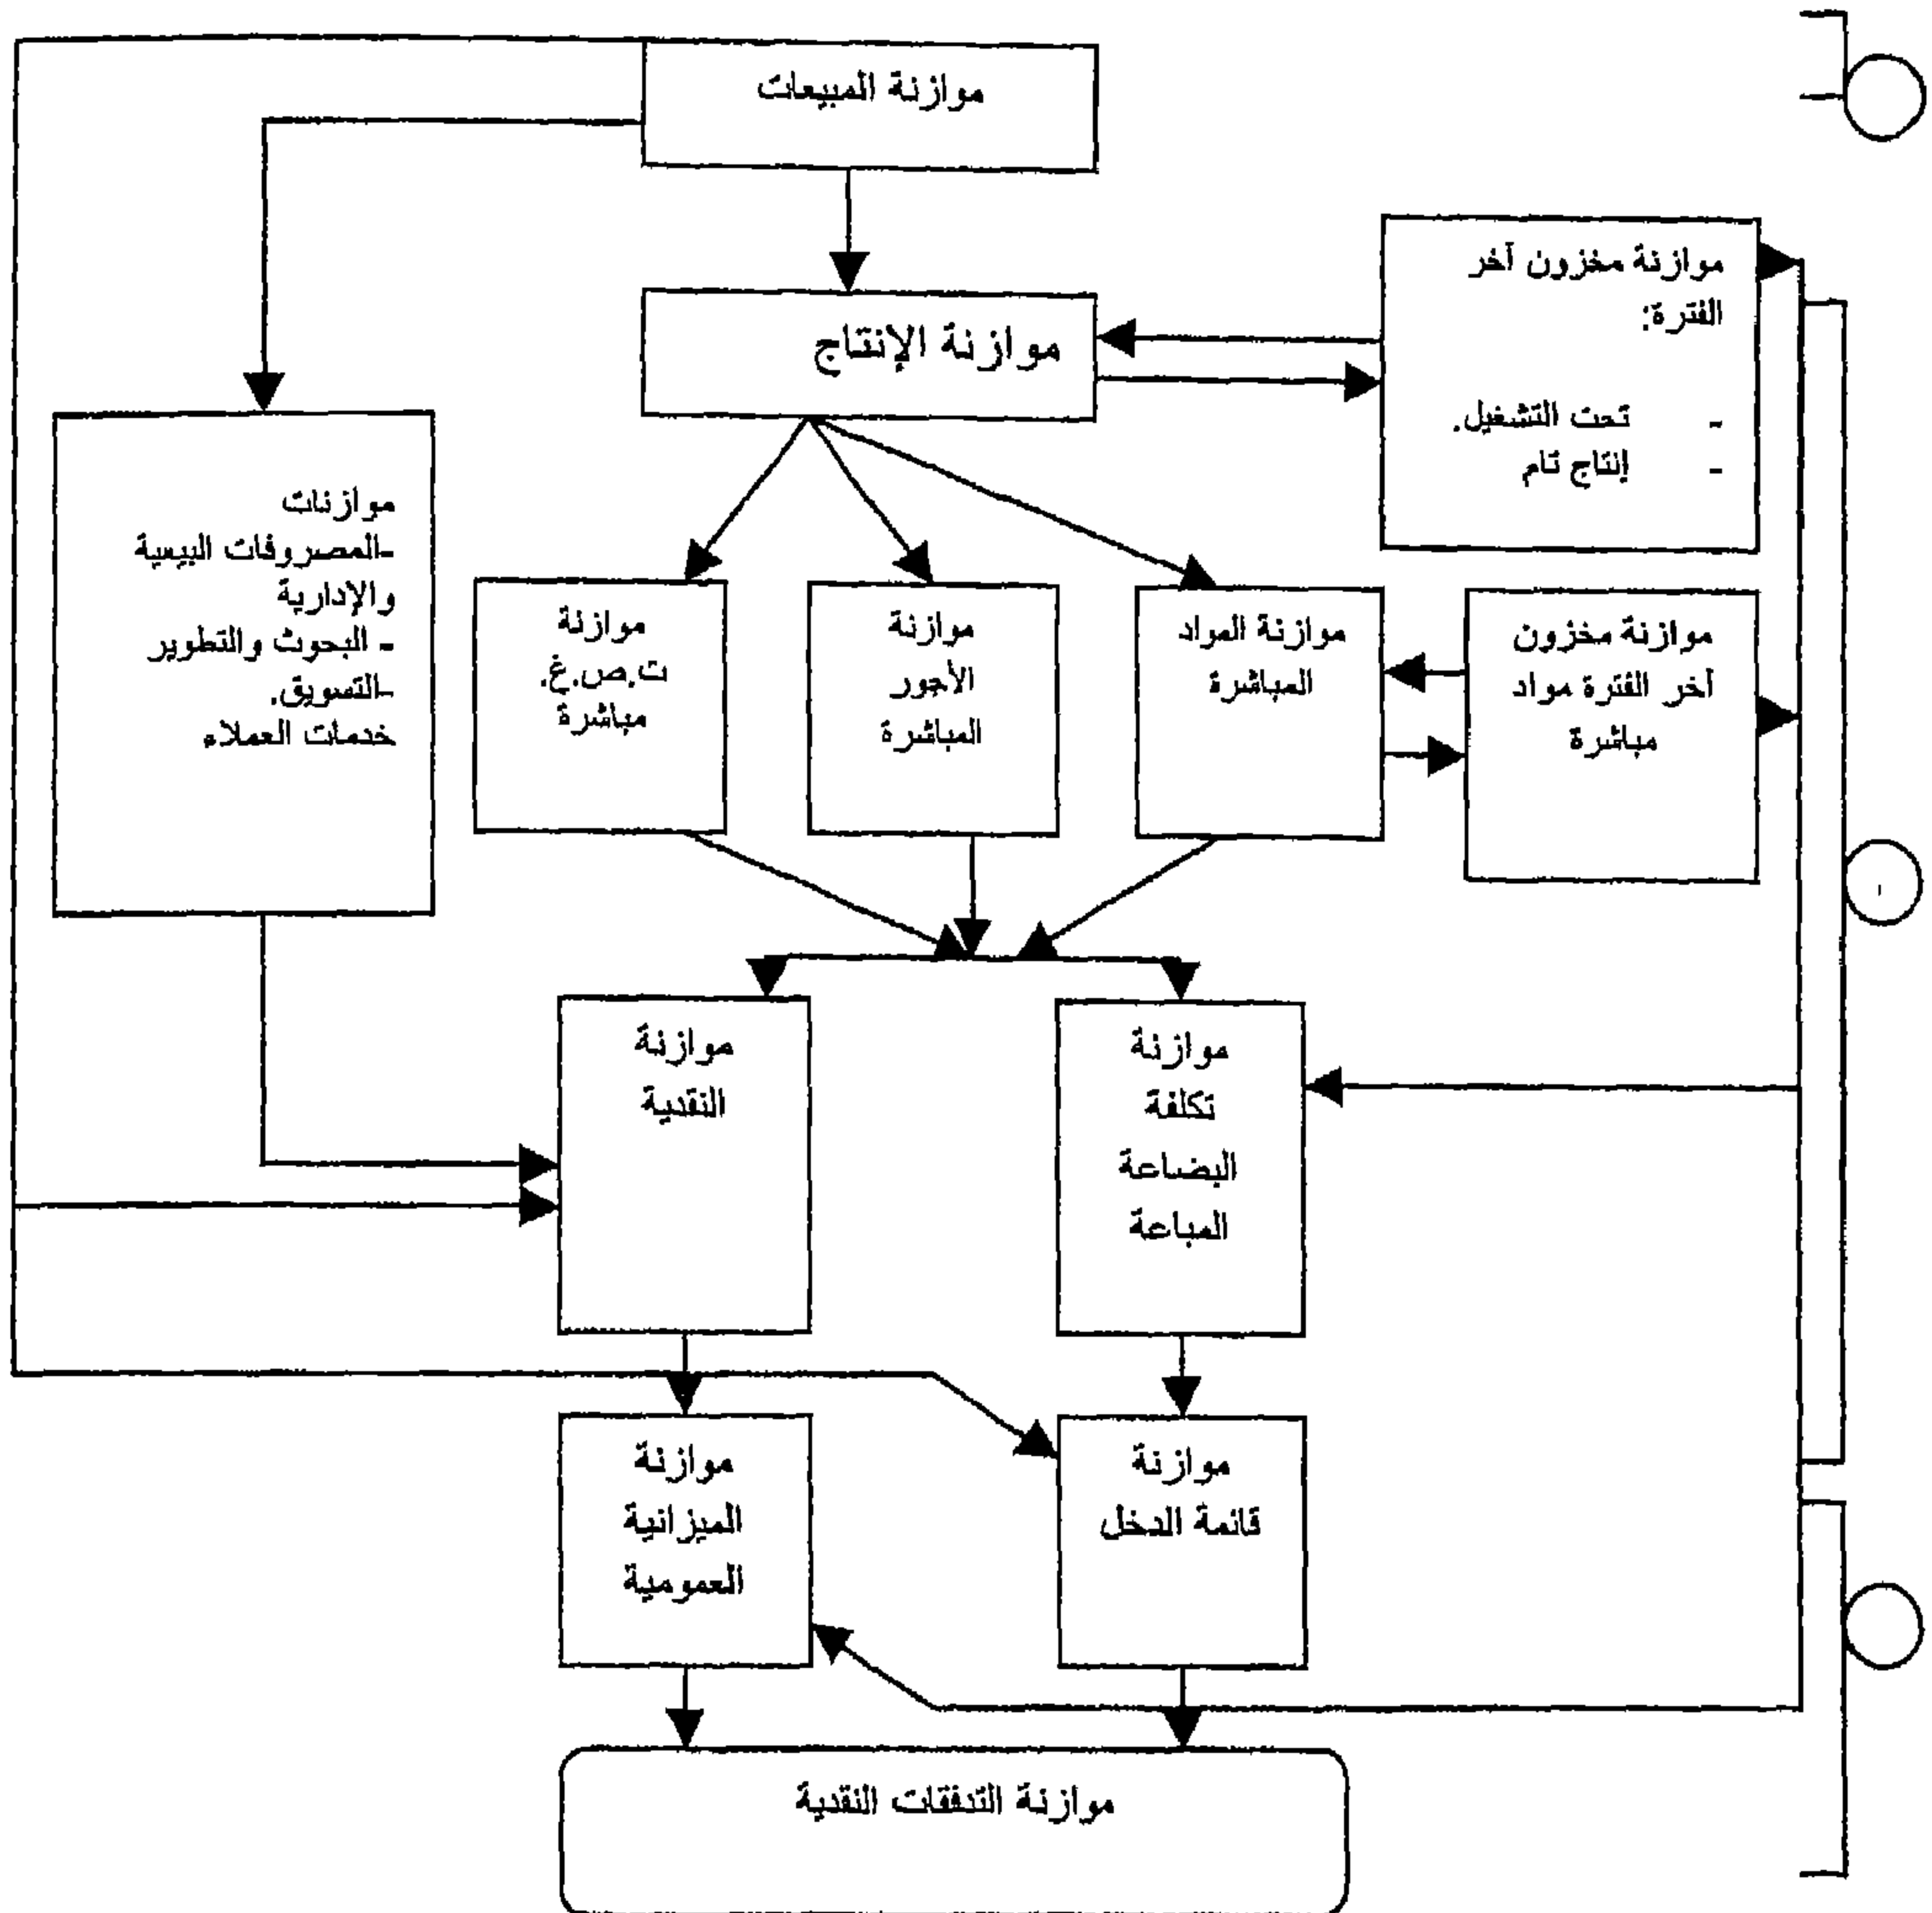 موازنة المبيعات
موازنة مخزون آخر
الفترة:
- تحت التشغيل.
- إنتاج تام
موازنة الإنتاج
موازنات
-المصروفات البيعية
والإدارية
- البحوث والتطوير
-التسويق.
خدمات العملاء
موازنة مخزون
آخر الفترة مواد
مباشرة
موازنة المواد
المباشرة
موازنة
الأجور
المباشرة
موازنة
ت.ص.غ.
مباشرة
موازنة
تكلفة
البضاعة
المباعة
موازنة
النقدية
موازنة
قائمة الدخل
موازنة
الميزانية
العمومية
موازنة التدفقات النقدية